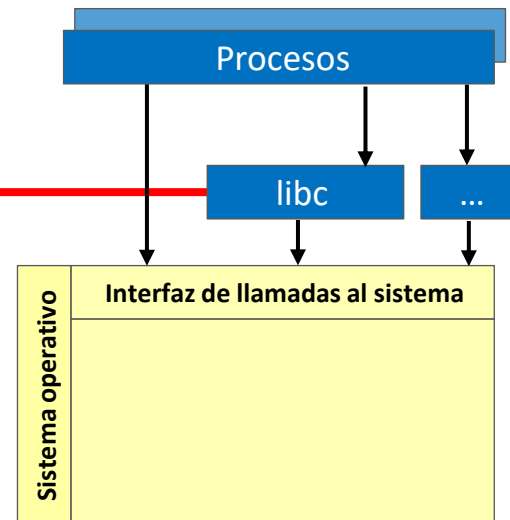 Procesos
libc
...
Interfaz de llamadas al sistema
Sistema operativo